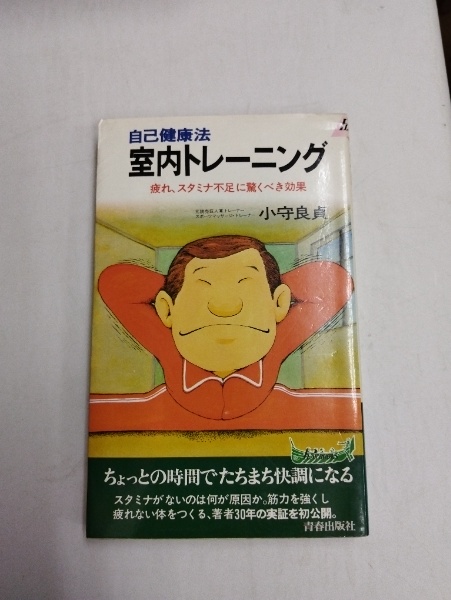 自己健康法
室内トレーニング
疲れ、スタミナ不足に驚くべき効果
小守良貞
ちょっとの時間でたちまち快調になる
スタミナがないのは何が原因か。筋力を強くし
疲れない体をつくる、著者30年の実証を初公開。
青春出版社